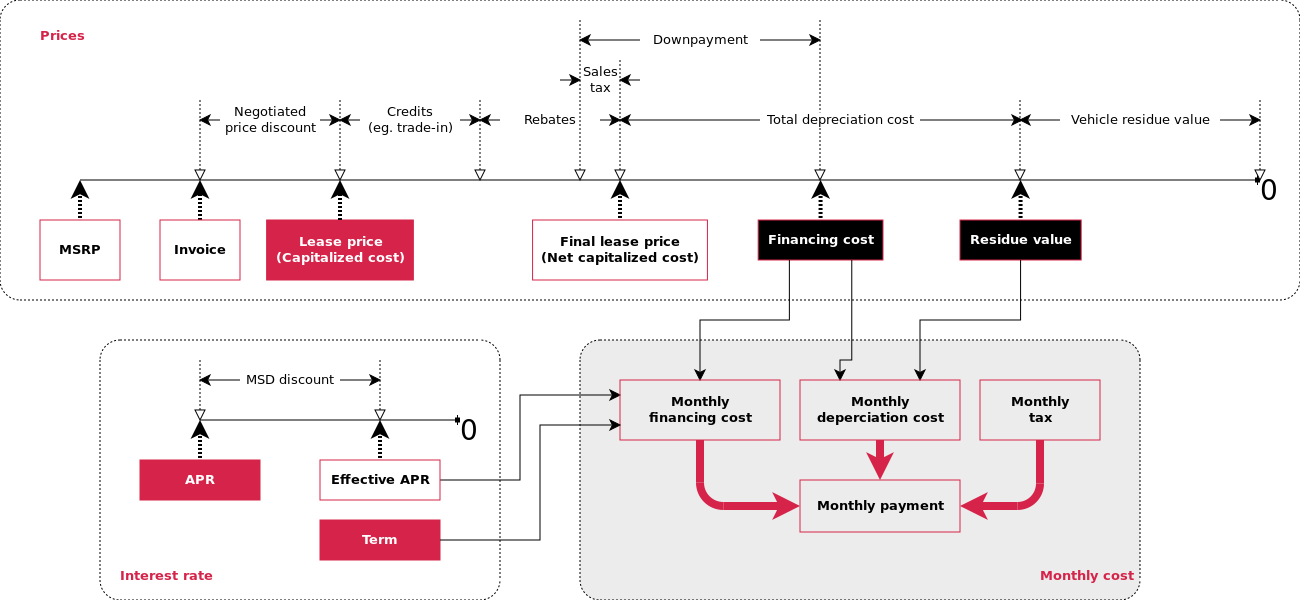 Prices
Downpayment
Sales
tax
Negotiated
price discount
Credits
(eg. trade-in)
Rebates
Total depreciation cost
Vehicle residue value
0
MSRP
Invoice
Lease price
(Capitalized cost)
Final lease price
(Net capitalized cost)
Financing cost
Residue value
MSD discount
0
APR
Effective APR
Term
Interest rate
Monthly
financing cost
Monthly
deperciation cost
Monthly
tax
Monthly payment
Monthly cost